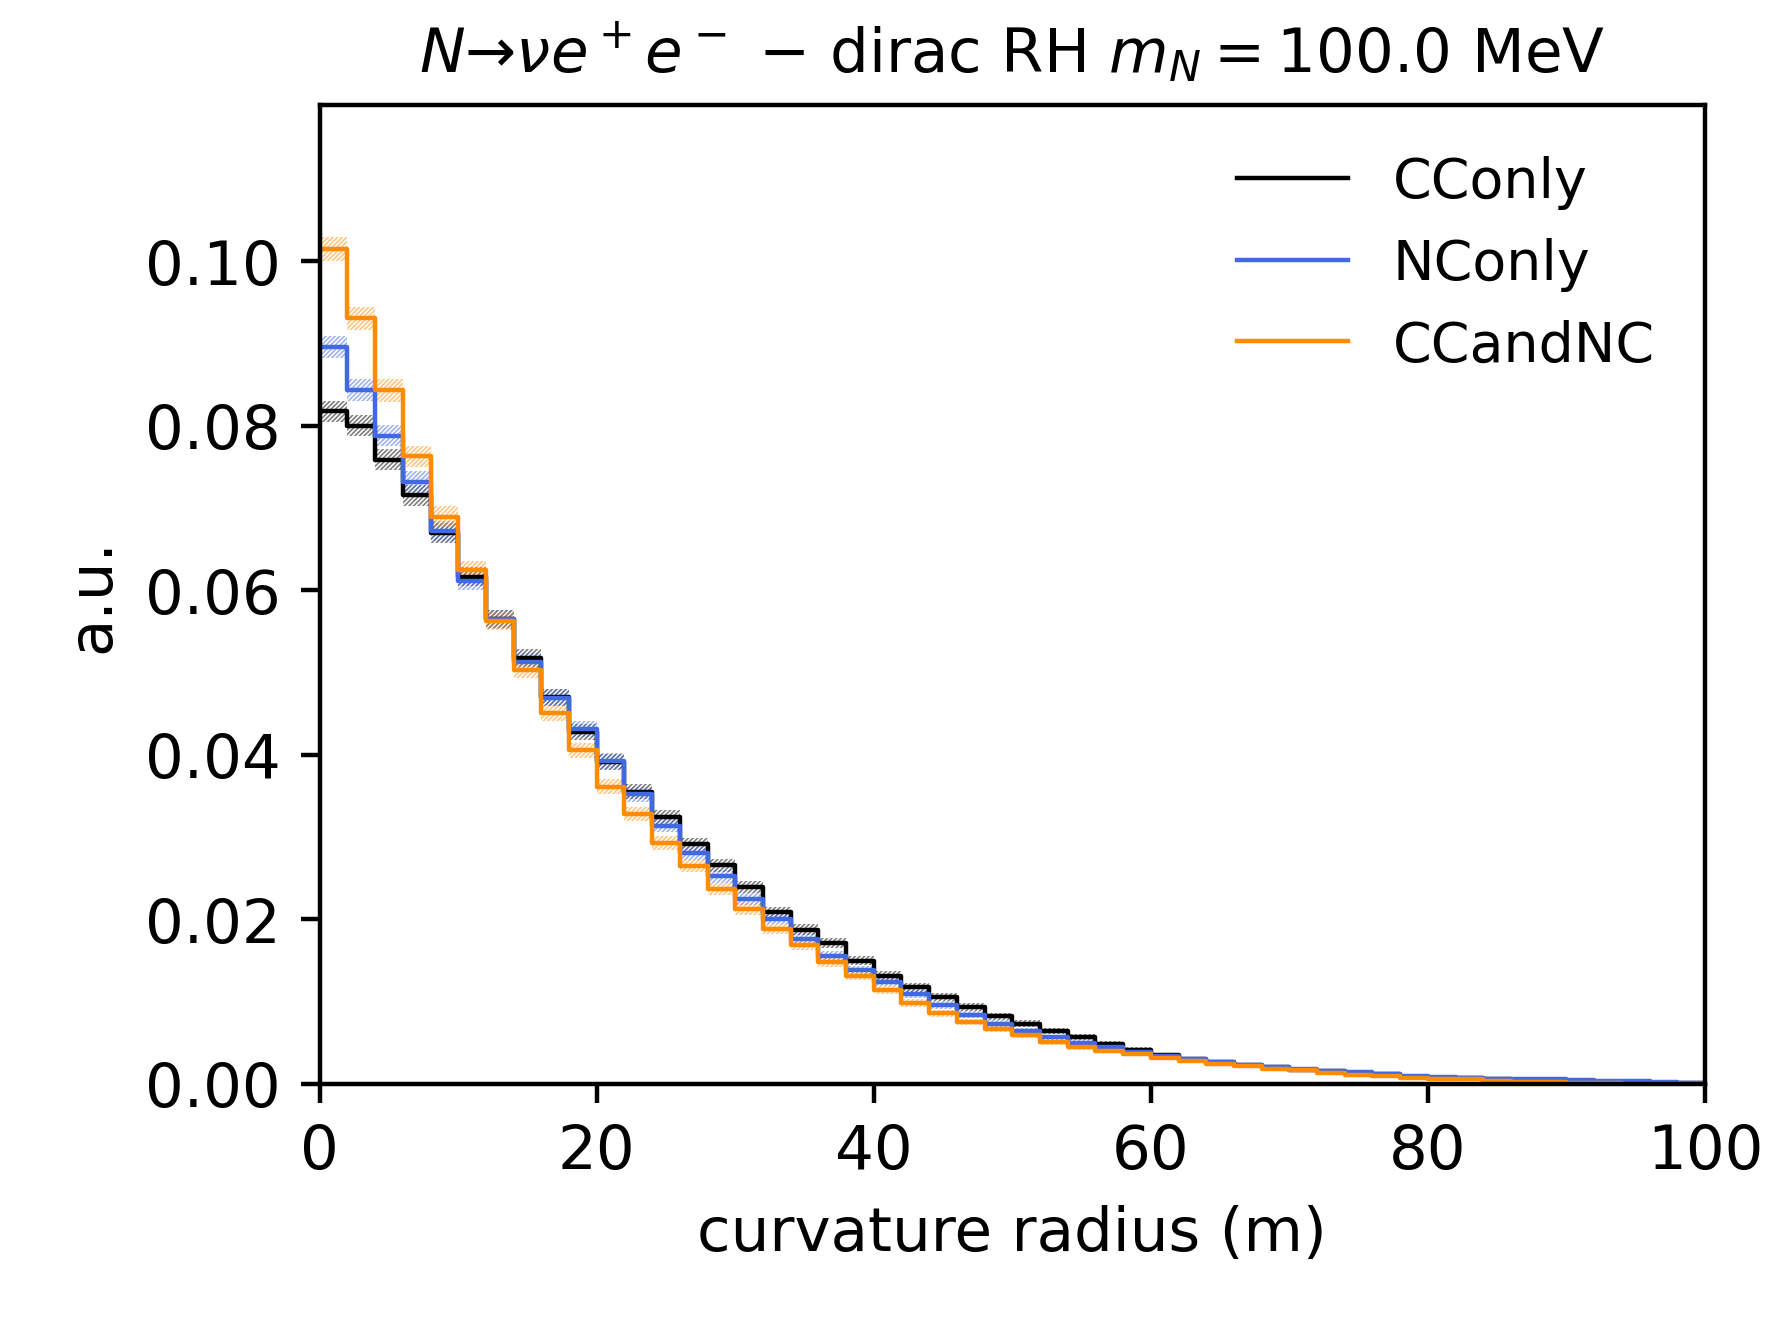 N→νe⁺e⁻ − dirac RH m_N = 100.0 MeV
CConly
NConly
CCandNC
0.10
0.08
0.06
0.04
0.02
0.00
a.u.
0 20 40 60 80 100
curvature radius (m)